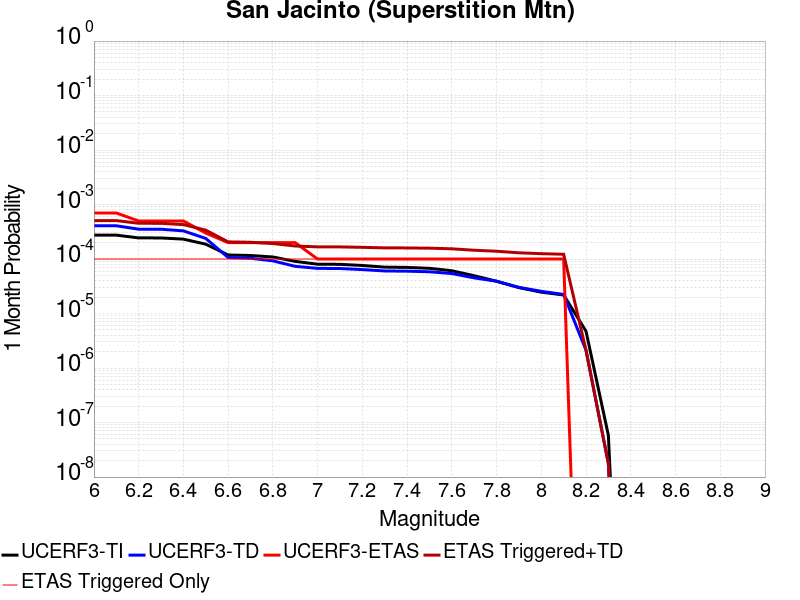 San Jacinto (Superstition Mtn)
10^0
10^-1
10^-2
10^-3
10^-4
10^-5
10^-6
10^-7
10^-8
1 Month Probability
6 6.2 6.4 6.6 6.8 7 7.2 7.4 7.6 7.8 8 8.2 8.4 8.6 8.8 9
Magnitude
UCERF3-TI UCERF3-TD UCERF3-ETAS ETAS Triggered+TD
ETAS Triggered Only